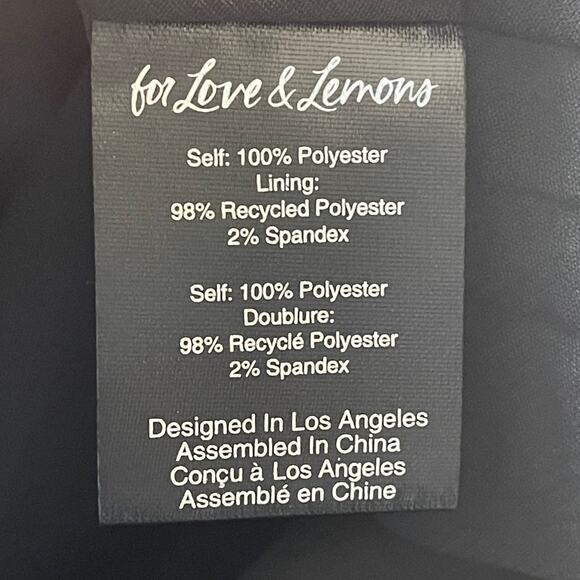 for Love & Lemons
Self: 100% Polyester
Lining:
98% Recycled Polyester
2% Spandex
Self: 100% Polyester
Doublure:
98% Recyclé Polyester
2% Spandex
Designed In Los Angeles
Assembled In China
Conçu à Los Angeles
Assemblé en Chine